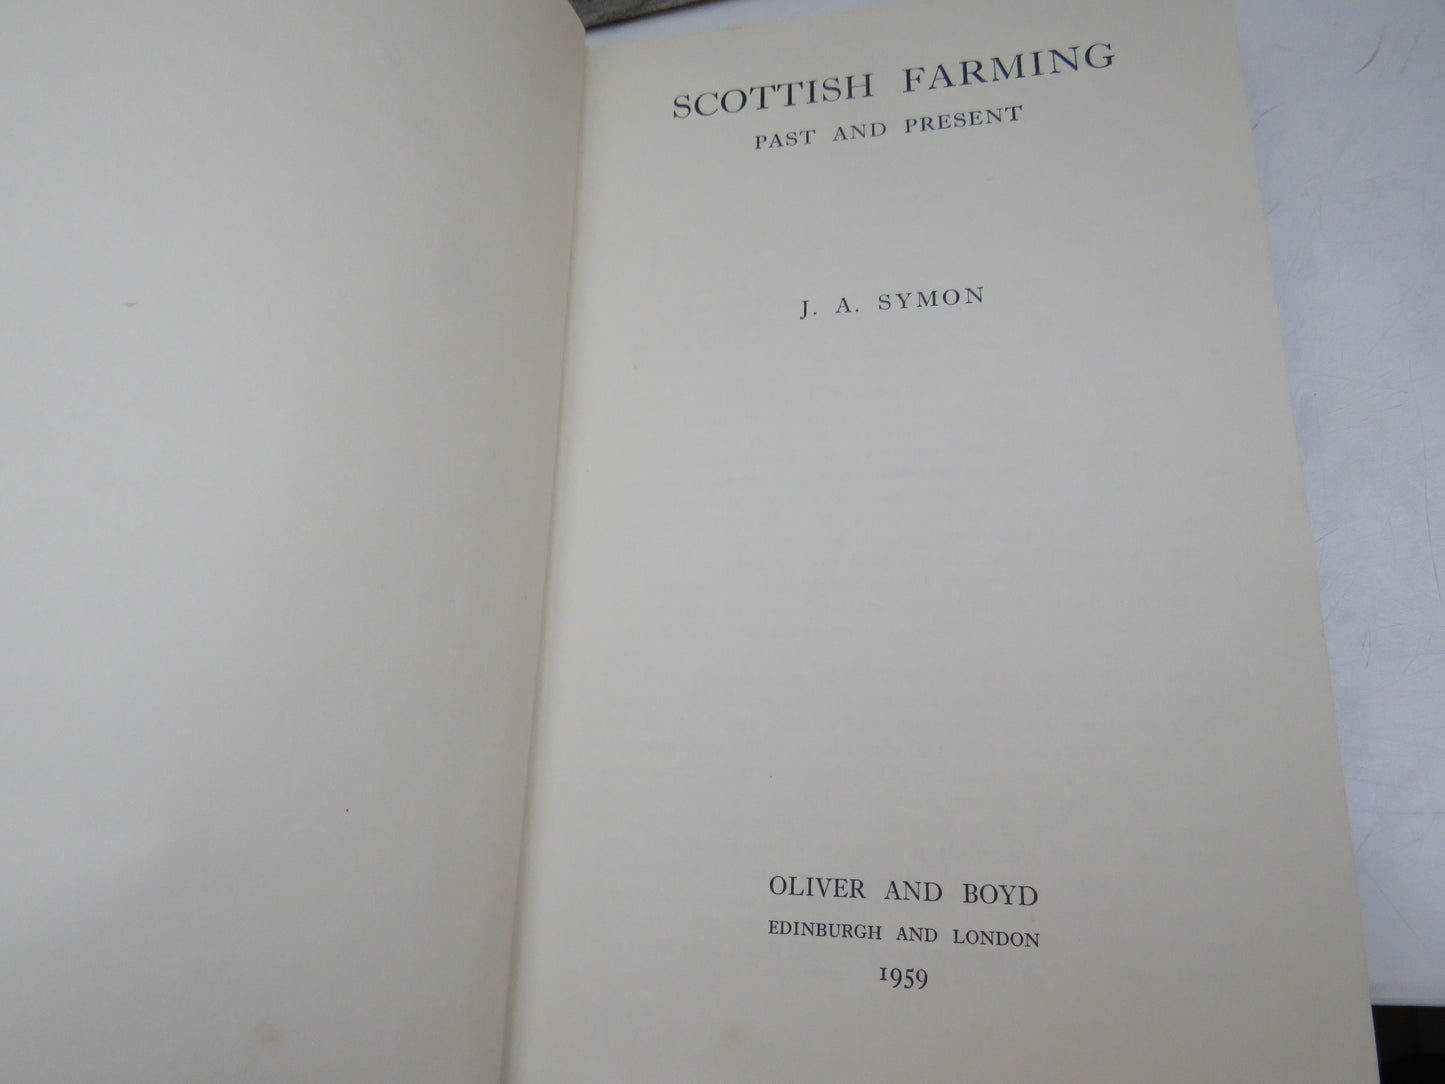 SCOTTISH FARMING
PAST AND PRESENT
J. A. SYMON
OLIVER AND BOYD
EDINBURGH AND LONDON
1959